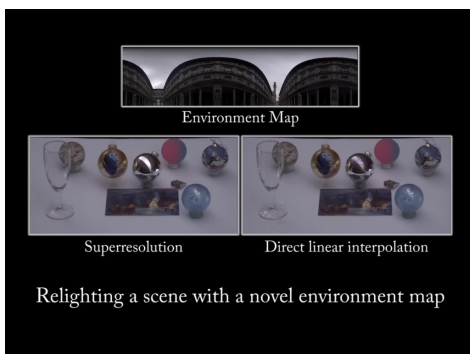 Environment Map
Superresolution
Direct linear interpolation
Relighting a scene with a novel environment map